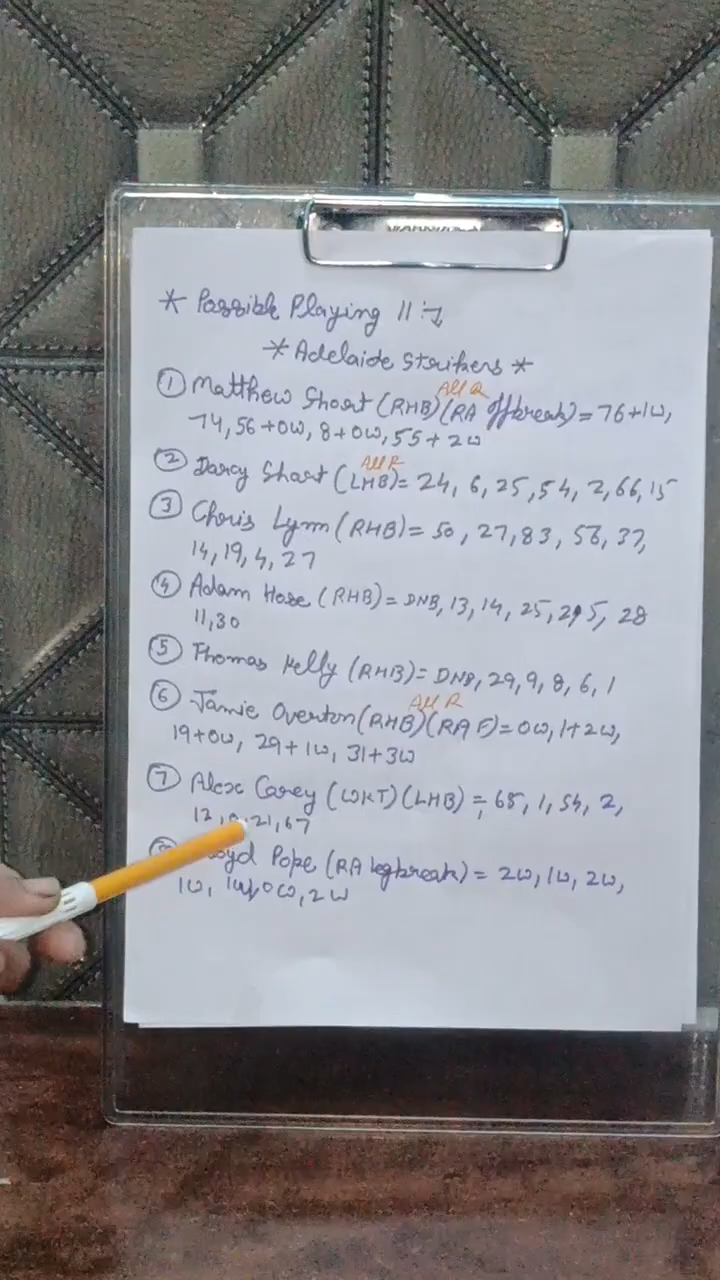 * Possible Playing 11 :-
* Adelaide Strikers *
All R
① Matthew Short (RHB) (RA offbreak) = 76+1w,
74, 56+0w, 8+0w, 55+2w
All R
② Darcy Short (LHB) = 24, 6, 25, 54, 2, 66, 15
③ Chris Lynn (RHB) = 50, 27, 83, 56, 37,
14, 19, 4, 27
④ Adam Hose (RHB) = DNB, 13, 14, 25, 5, 28
11, 30
⑤ Thomas Kelly (RHB) = DNB, 29, 9, 8, 6, 1
All R
⑥ Jamie Overton (RHB) (RA F) = 0w, 1+2w,
19+0w, 29+1w, 31+3w
⑦ Alex Carey (WKT) (LHB) = 65, 1, 54, 2,
12, 21, 67
Pope (RA legbreak) = 2w, 1w, 2w,
1w, 1w, 0w, 2w